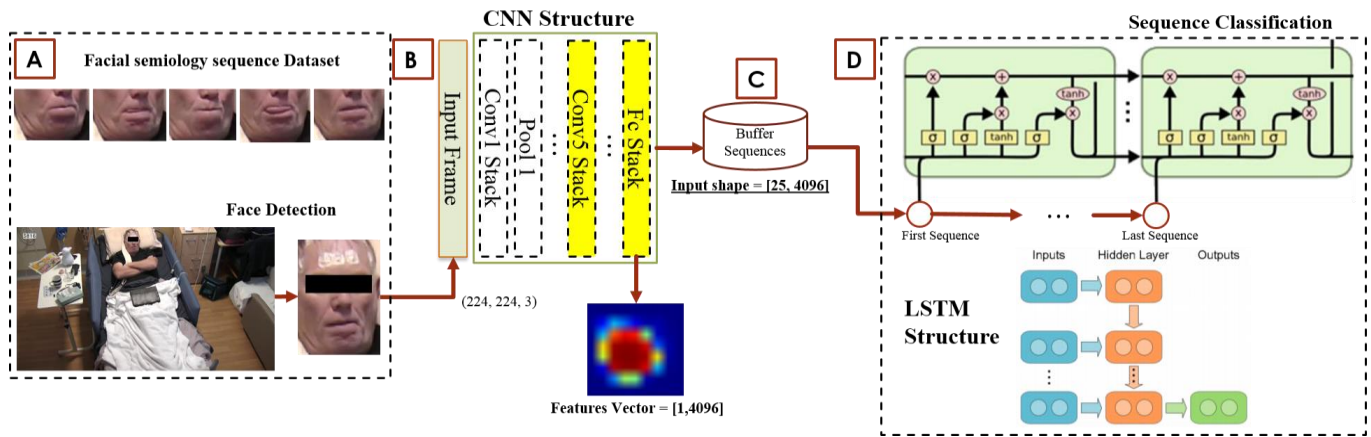 A
Facial semiology sequence Dataset
Face Detection
B
CNN Structure
Input Frame
Conv1 Stack
Pool 1
...
Conv5 Stack
...
Fc Stack
(224, 224, 3)
Features Vector = [1,4096]
C
Buffer
Sequences
Input shape = [25, 4096]
D
Sequence Classification
x
+
tanh
x
x
σ
σ
tanh
σ
...
x
+
tanh
x
x
σ
σ
tanh
σ
...
First Sequence
Last Sequence
Inputs
Hidden Layer
Outputs
LSTM
Structure